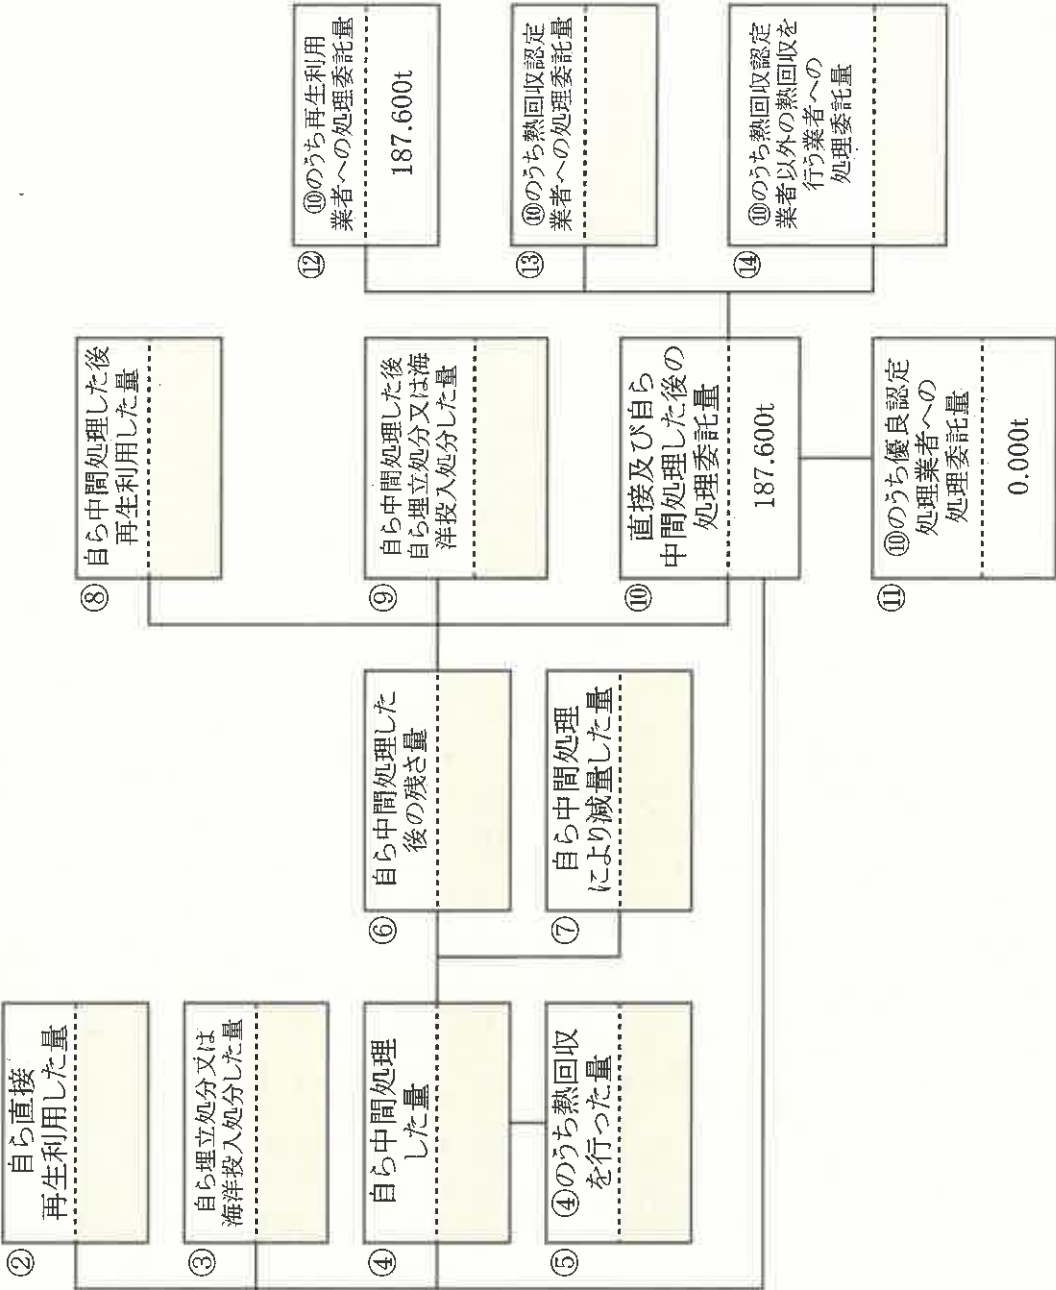 ②
自ら直接
再生利用した量
③
自ら埋立処分又は
海洋投入処分した量
④
自ら中間処理
した量
⑤
④のうち熱回収
を行った量
⑥
自ら中間処理した
後の残さ量
⑦
自ら中間処理
により減量した量
⑧
自ら中間処理した後
再生利用した量
⑨
自ら中間処理した後
自ら埋立処分又は海
洋投入処分した量
⑩
直接及び自ら
中間処理した後の
処理委託量
187.600t
⑪
⑩のうち優良認定
処理業者への
処理委託量
0.000t
⑫
⑩のうち再生利用
業者への処理委託量
187.600t
⑬
⑩のうち熱回収認定
業者への処理委託量
⑭
⑩のうち熱回収認定
業者以外の熱回収を
行う業者への
処理委託量